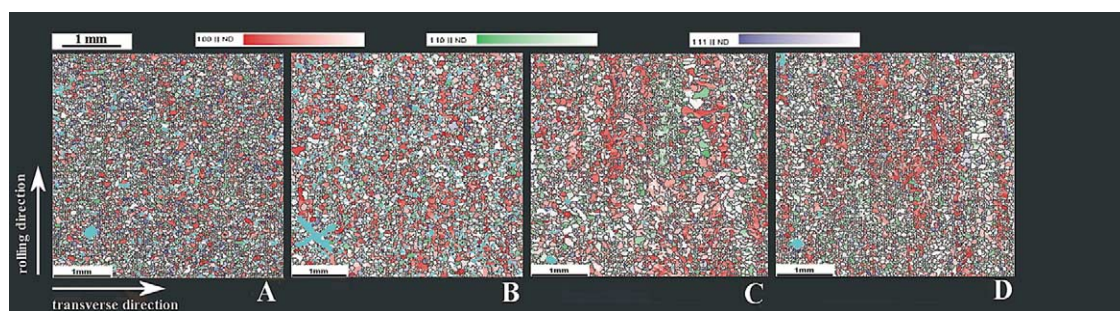 1 mm
100 || ND
110 || ND
111 || ND
rolling direction
1mm
1mm
1mm
1mm
A
B
C
D
transverse direction